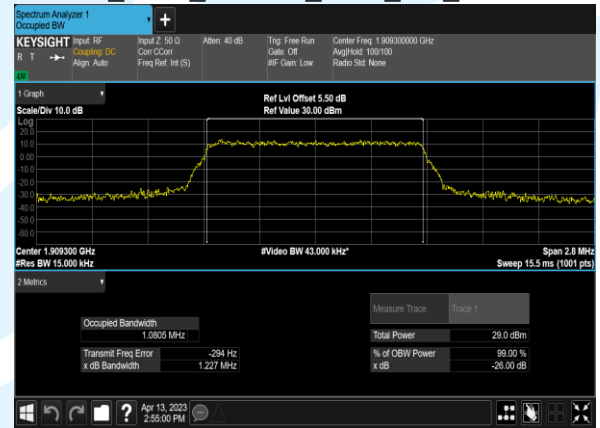 Spectrum Analyzer 1
Occupied BW
KEYSIGHT
R T
LV
Input: RF
Coupling: DC
Align: Auto
Input Z: 50 Ω
Corr CCorr
Freq Ref: Int (S)
Atten: 40 dB
Trig: Free Run
Gate: Off
#IF Gain: Low
Center Freq: 1.909300000 GHz
Avg|Hold: 100/100
Radio Std: None
1 Graph
Scale/Div 10.0 dB
Ref Lvl Offset 5.50 dB
Ref Value 30.00 dBm
Log
20.0
10.0
0.00
-10.0
-20.0
-30.0
-40.0
-50.0
-60.0
Center 1.909300 GHz
#Res BW 15.000 kHz
#Video BW 43.000 kHz*
Span 2.8 MHz
Sweep 15.5 ms (1001 pts)
2 Metrics
Measure Trace
Trace 1
Occupied Bandwidth
1.0805 MHz
Total Power
29.0 dBm
Transmit Freq Error
-294 Hz
% of OBW Power
99.00 %
x dB Bandwidth
1.227 MHz
x dB
-26.00 dB
?
Apr 13, 2023
2:55:00 PM